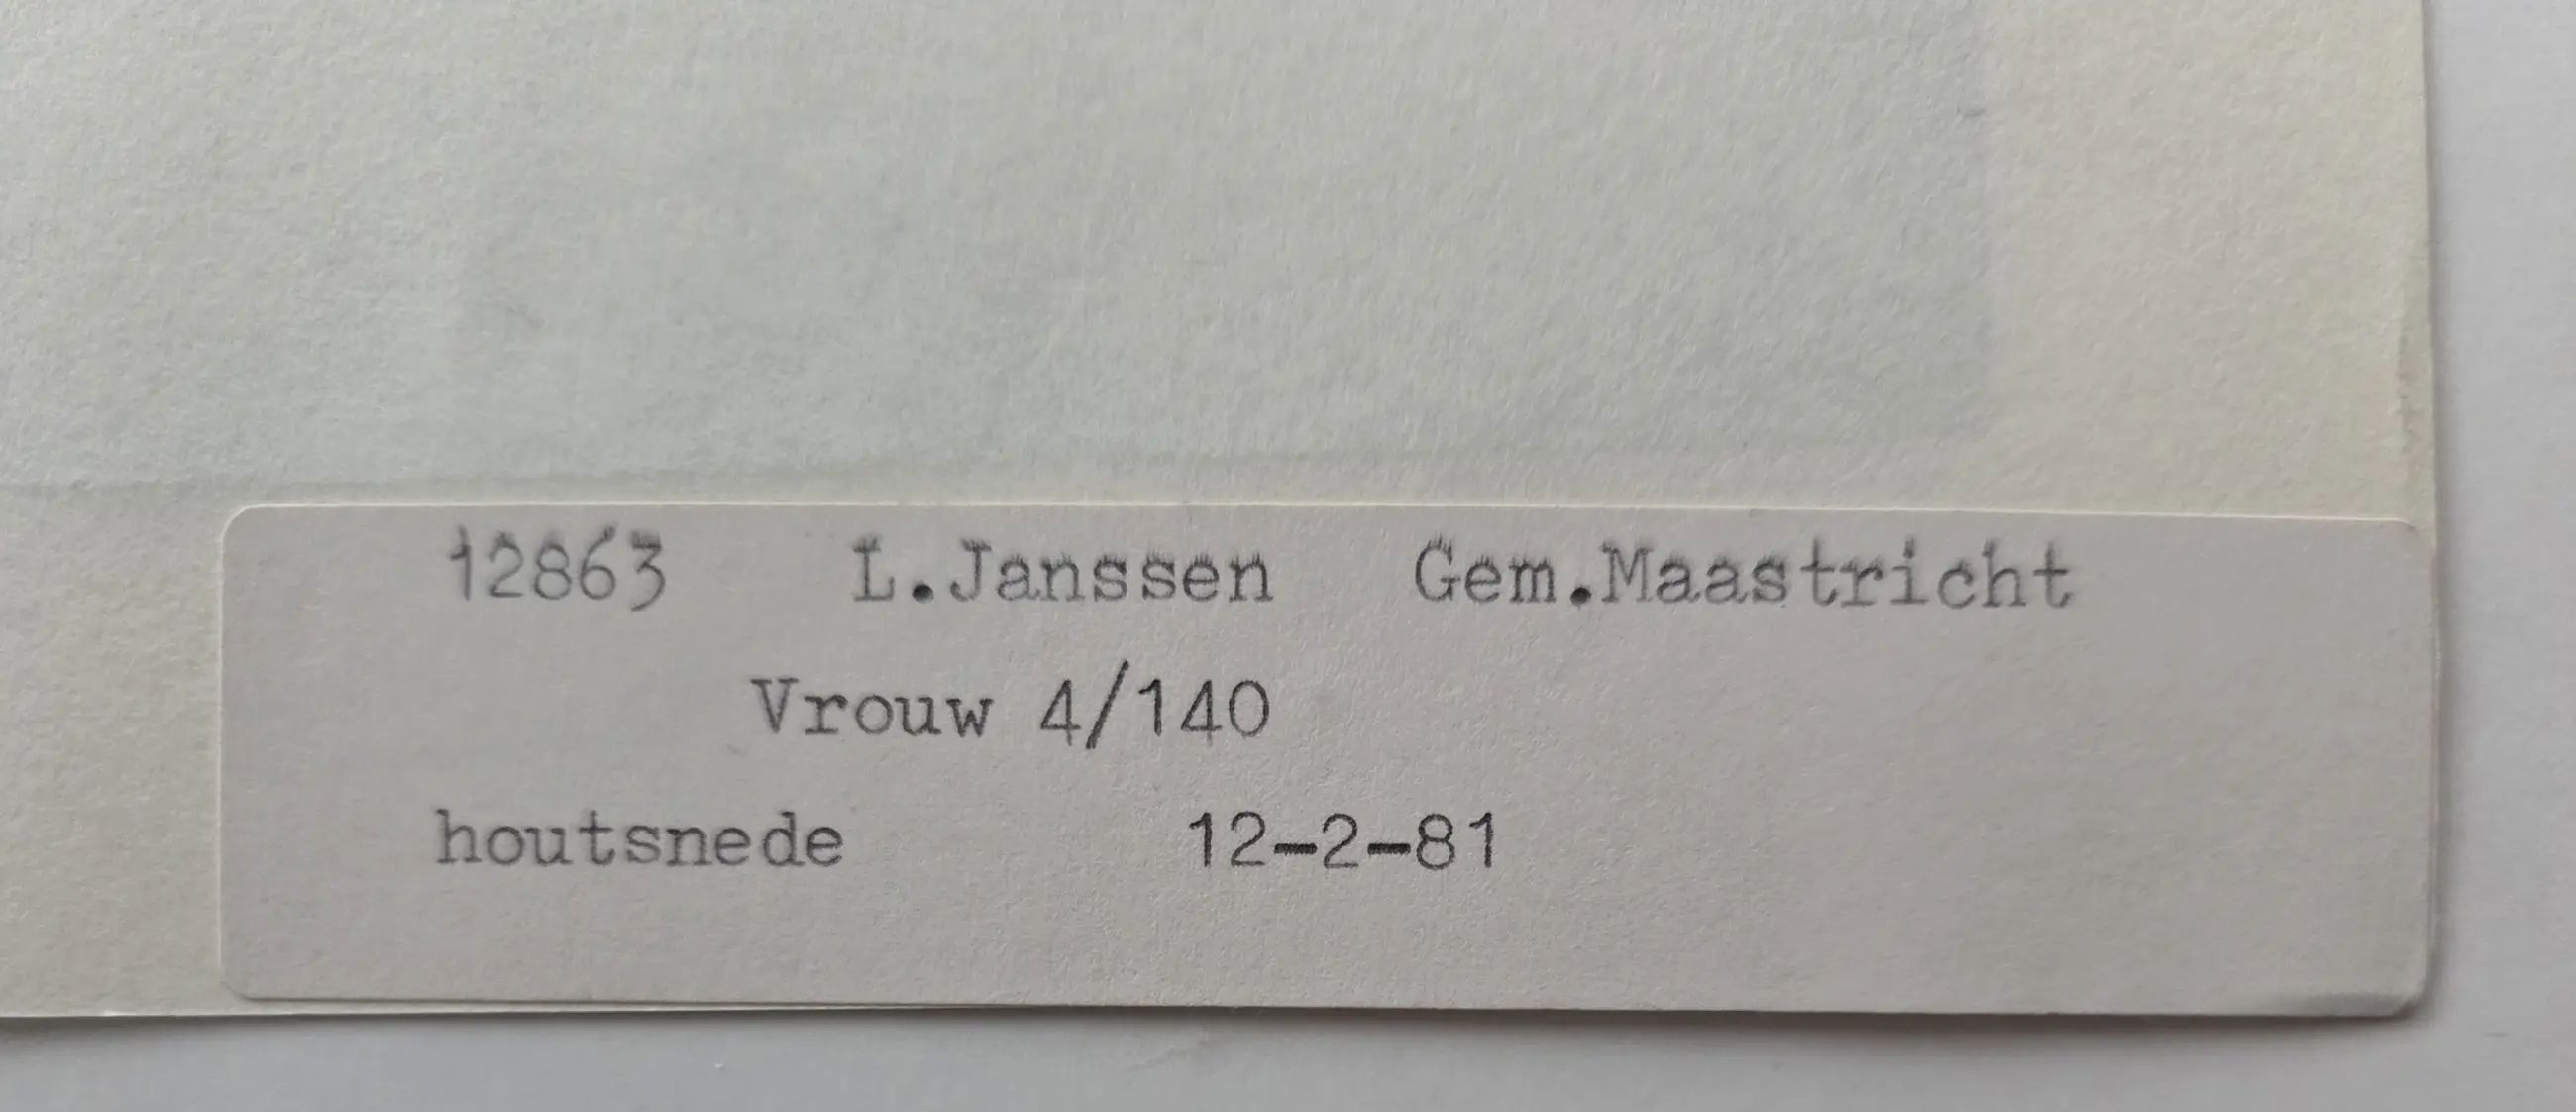 12863 L.Janssen Gem.Maastricht
Vrouw 4/140
houtsnede 12-2-81